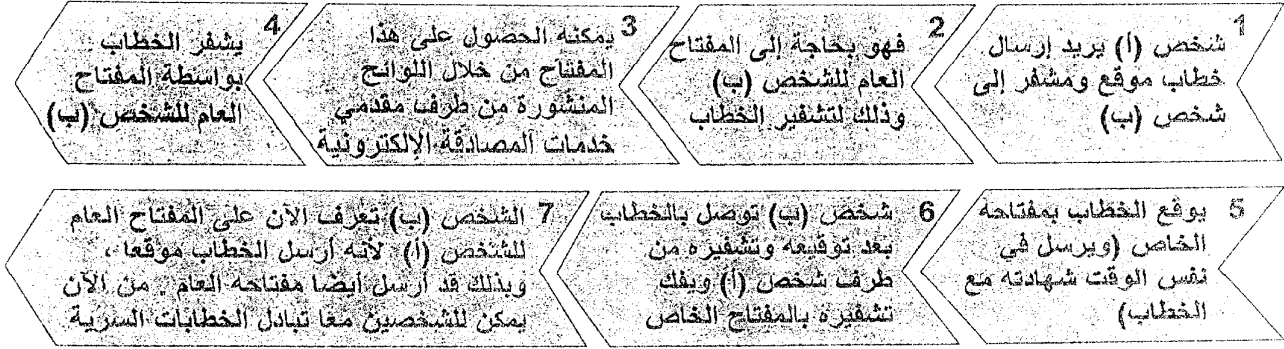 1
شخص (أ) يريد إرسال
خطاب موقع ومشفر إلى
شخص (ب)
2
فهو بحاجة إلى المفتاح
العام للشخص (ب)
وذلك لتشفير الخطاب
3
يمكنه الحصول على هذا
المفتاح من خلال اللوائح
المنشورة من طرف مقدمي
خدمات المصادقة الإلكترونية
4
يشفر الخطاب
بواسطة المفتاح
العام للشخص (ب)
5
يوقع الخطاب بمفتاحه
الخاص (ويرسل في
نفس الوقت شهادته مع
الخطاب)
6
شخص (ب) توصل بالخطاب
بعد توقيعه وتشفيره من
طرف شخص (أ) ويفك
تشفيره بالمفتاح الخاص
7
الشخص (ب) تعرف الآن على المفتاح العام
للشخص (أ) لأنه أرسل الخطاب موقعا ،
وبذلك قد أرسل أيضا مفتاحه العام . من الآن
يمكن للشخصين معا تبادل الخطابات السرية